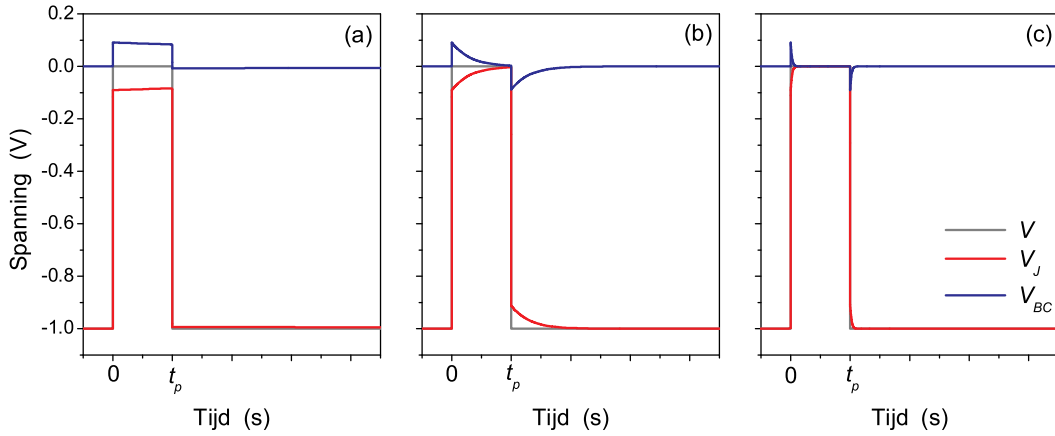 (a)
(b)
(c)
0.2
0.0
-0.2
-0.4
-0.6
-0.8
-1.0
Spanning (V)
V
V_J
V_BC
0 t_p
0 t_p
0 t_p
Tijd (s)
Tijd (s)
Tijd (s)